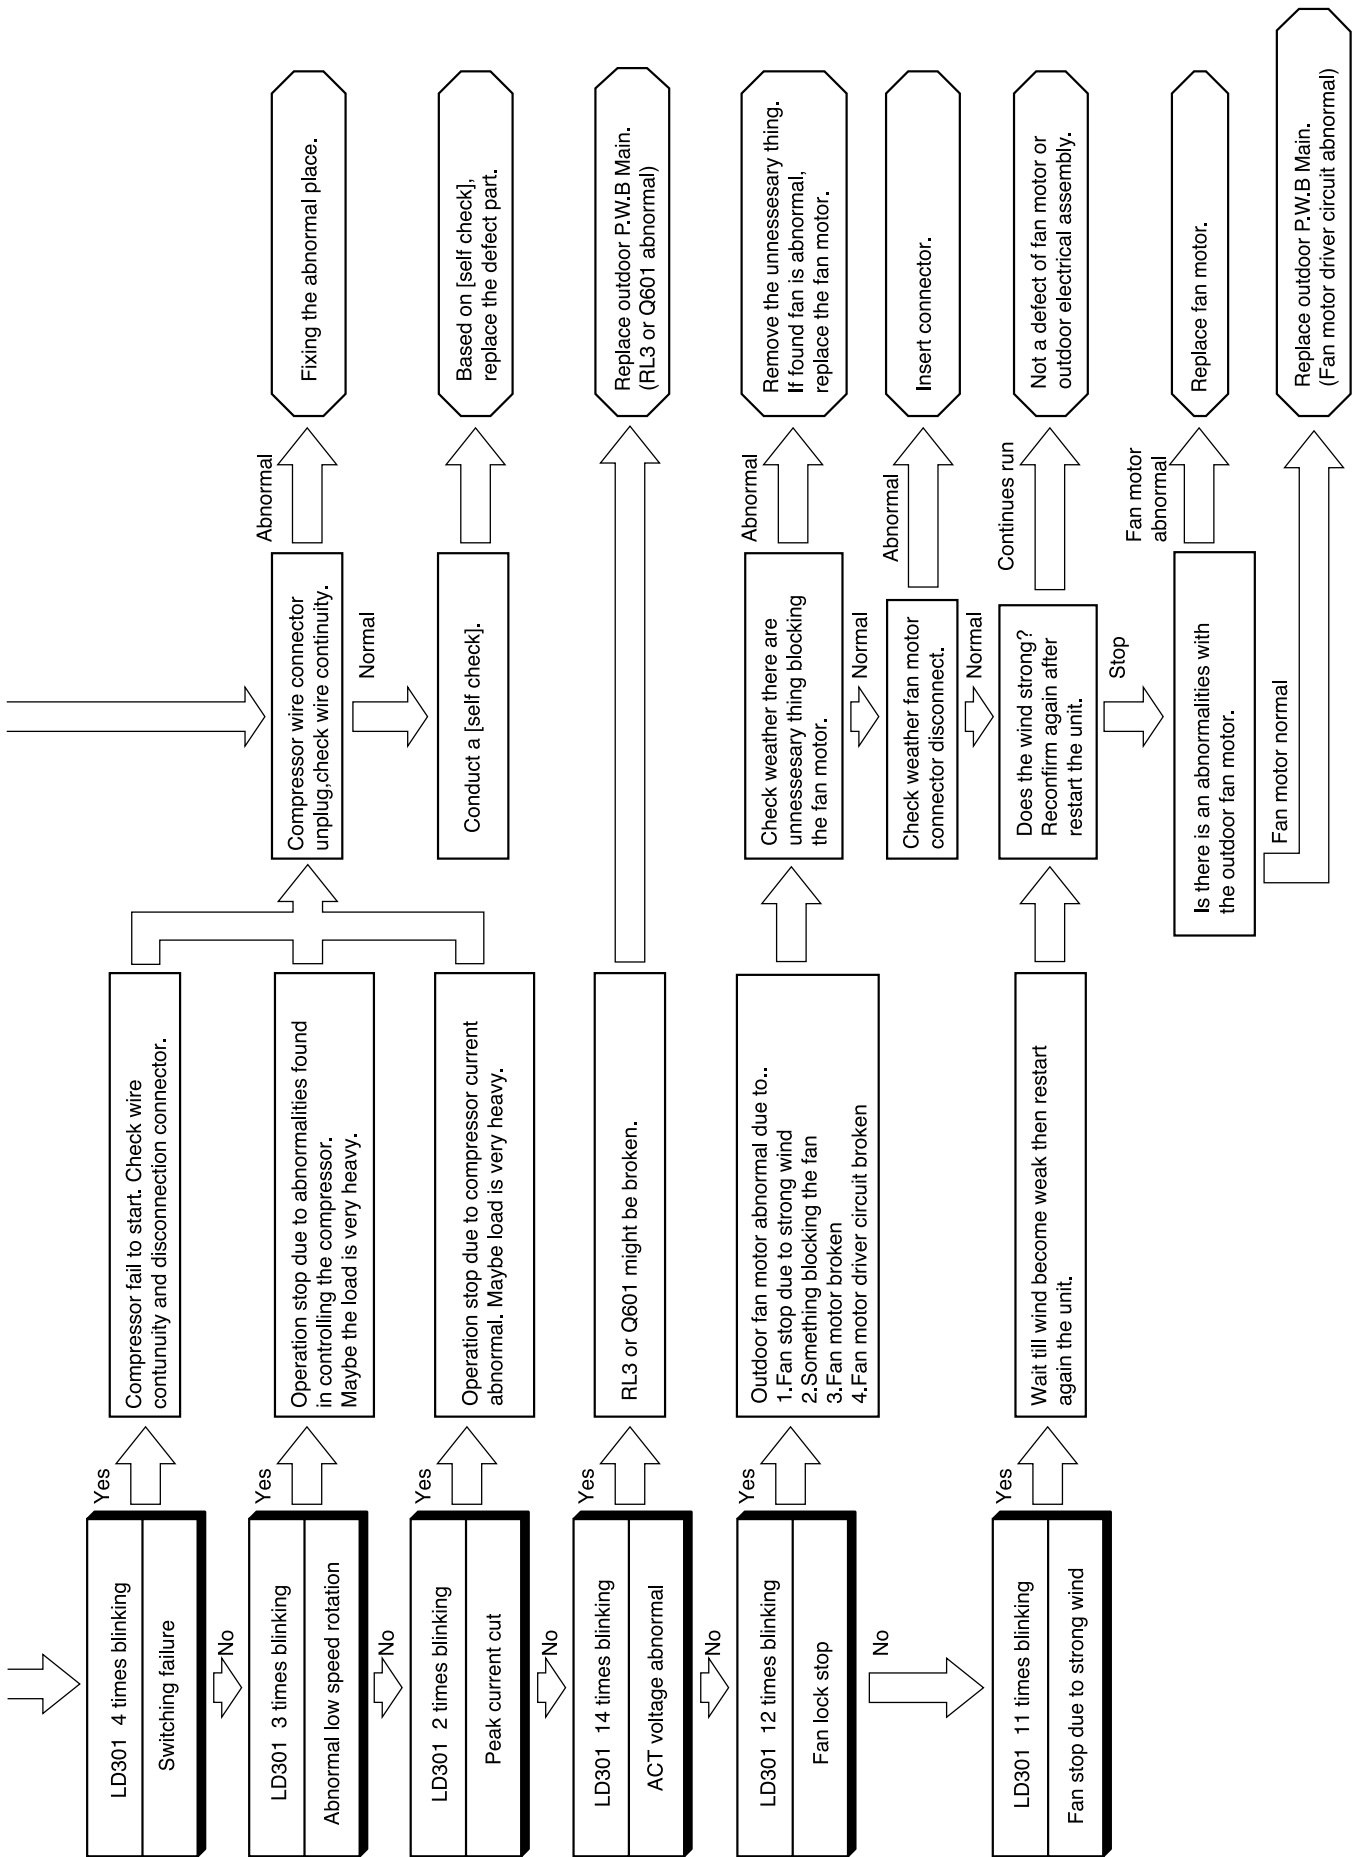 LD301 4 times blinking
Switching failure
Yes
Compressor fail to start. Check wire
contunuity and disconnection connector.
No
LD301 3 times blinking
Abnormal low speed rotation
Yes
Operation stop due to abnormalities found
in controlling the compressor.
Maybe the load is very heavy.
Compressor wire connector
unplug,check wire continuity.
Abnormal
Fixing the abnormal place.
Normal
No
LD301 2 times blinking
Peak current cut
Yes
Operation stop due to compressor current
abnormal. Maybe load is very heavy.
Conduct a [self check].
Based on [self check],
replace the defect part.
No
LD301 14 times blinking
ACT voltage abnormal
Yes
RL3 or Q601 might be broken.
Replace outdoor P.W.B Main.
(RL3 or Q601 abnormal)
No
LD301 12 times blinking
Fan lock stop
Yes
Outdoor fan motor abnormal due to..
1.Fan stop due to strong wind
2.Something blocking the fan
3.Fan motor broken
4.Fan motor driver circuit broken
Check weather there are
unnessesary thing blocking
the fan motor.
Abnormal
Remove the unnessesary thing.
If found fan is abnormal,
replace the fan motor.
Normal
Check weather fan motor
connector disconnect.
Abnormal
Insert connector.
Normal
No
LD301 11 times blinking
Fan stop due to strong wind
Yes
Wait till wind become weak then restart
again the unit.
Does the wind strong?
Reconfirm again after
restart the unit.
Continues run
Not a defect of fan motor or
outdoor electrical assembly.
Stop
Is there is an abnormalities with
the outdoor fan motor.
Fan motor
abnormal
Replace fan motor.
Fan motor normal
Replace outdoor P.W.B Main.
(Fan motor driver circuit abnormal)